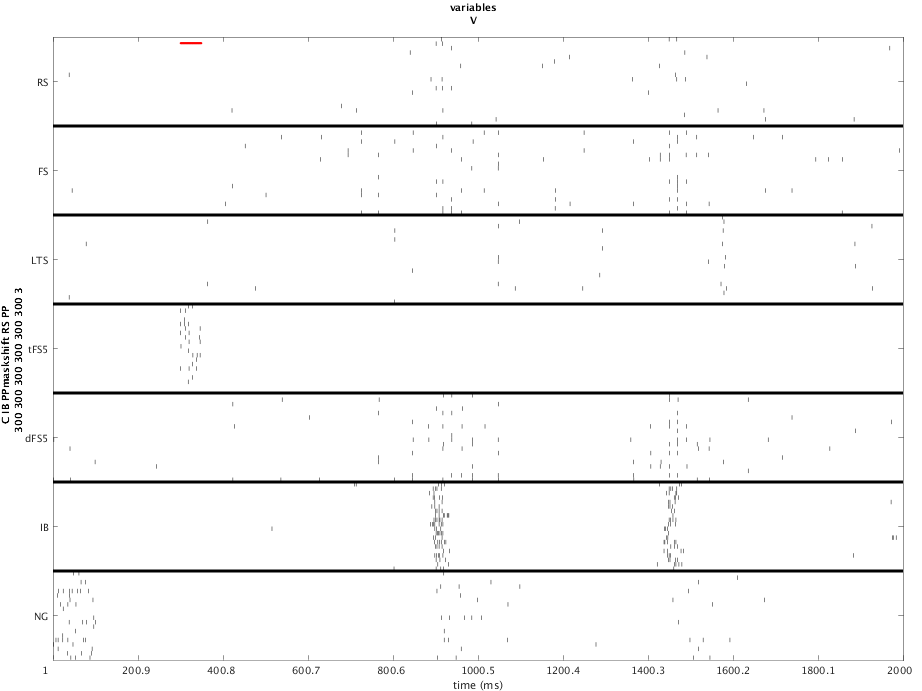 variables
V
RS
FS
LTS
tFS5
dFS5
IB
NG
C IB PPmaskshift RS PP
300 300 300 300 300 300 300 3
1 200.9 400.8 600.7 800.6 1000.5 1200.4 1400.3 1600.2 1800.1 2000
time (ms)